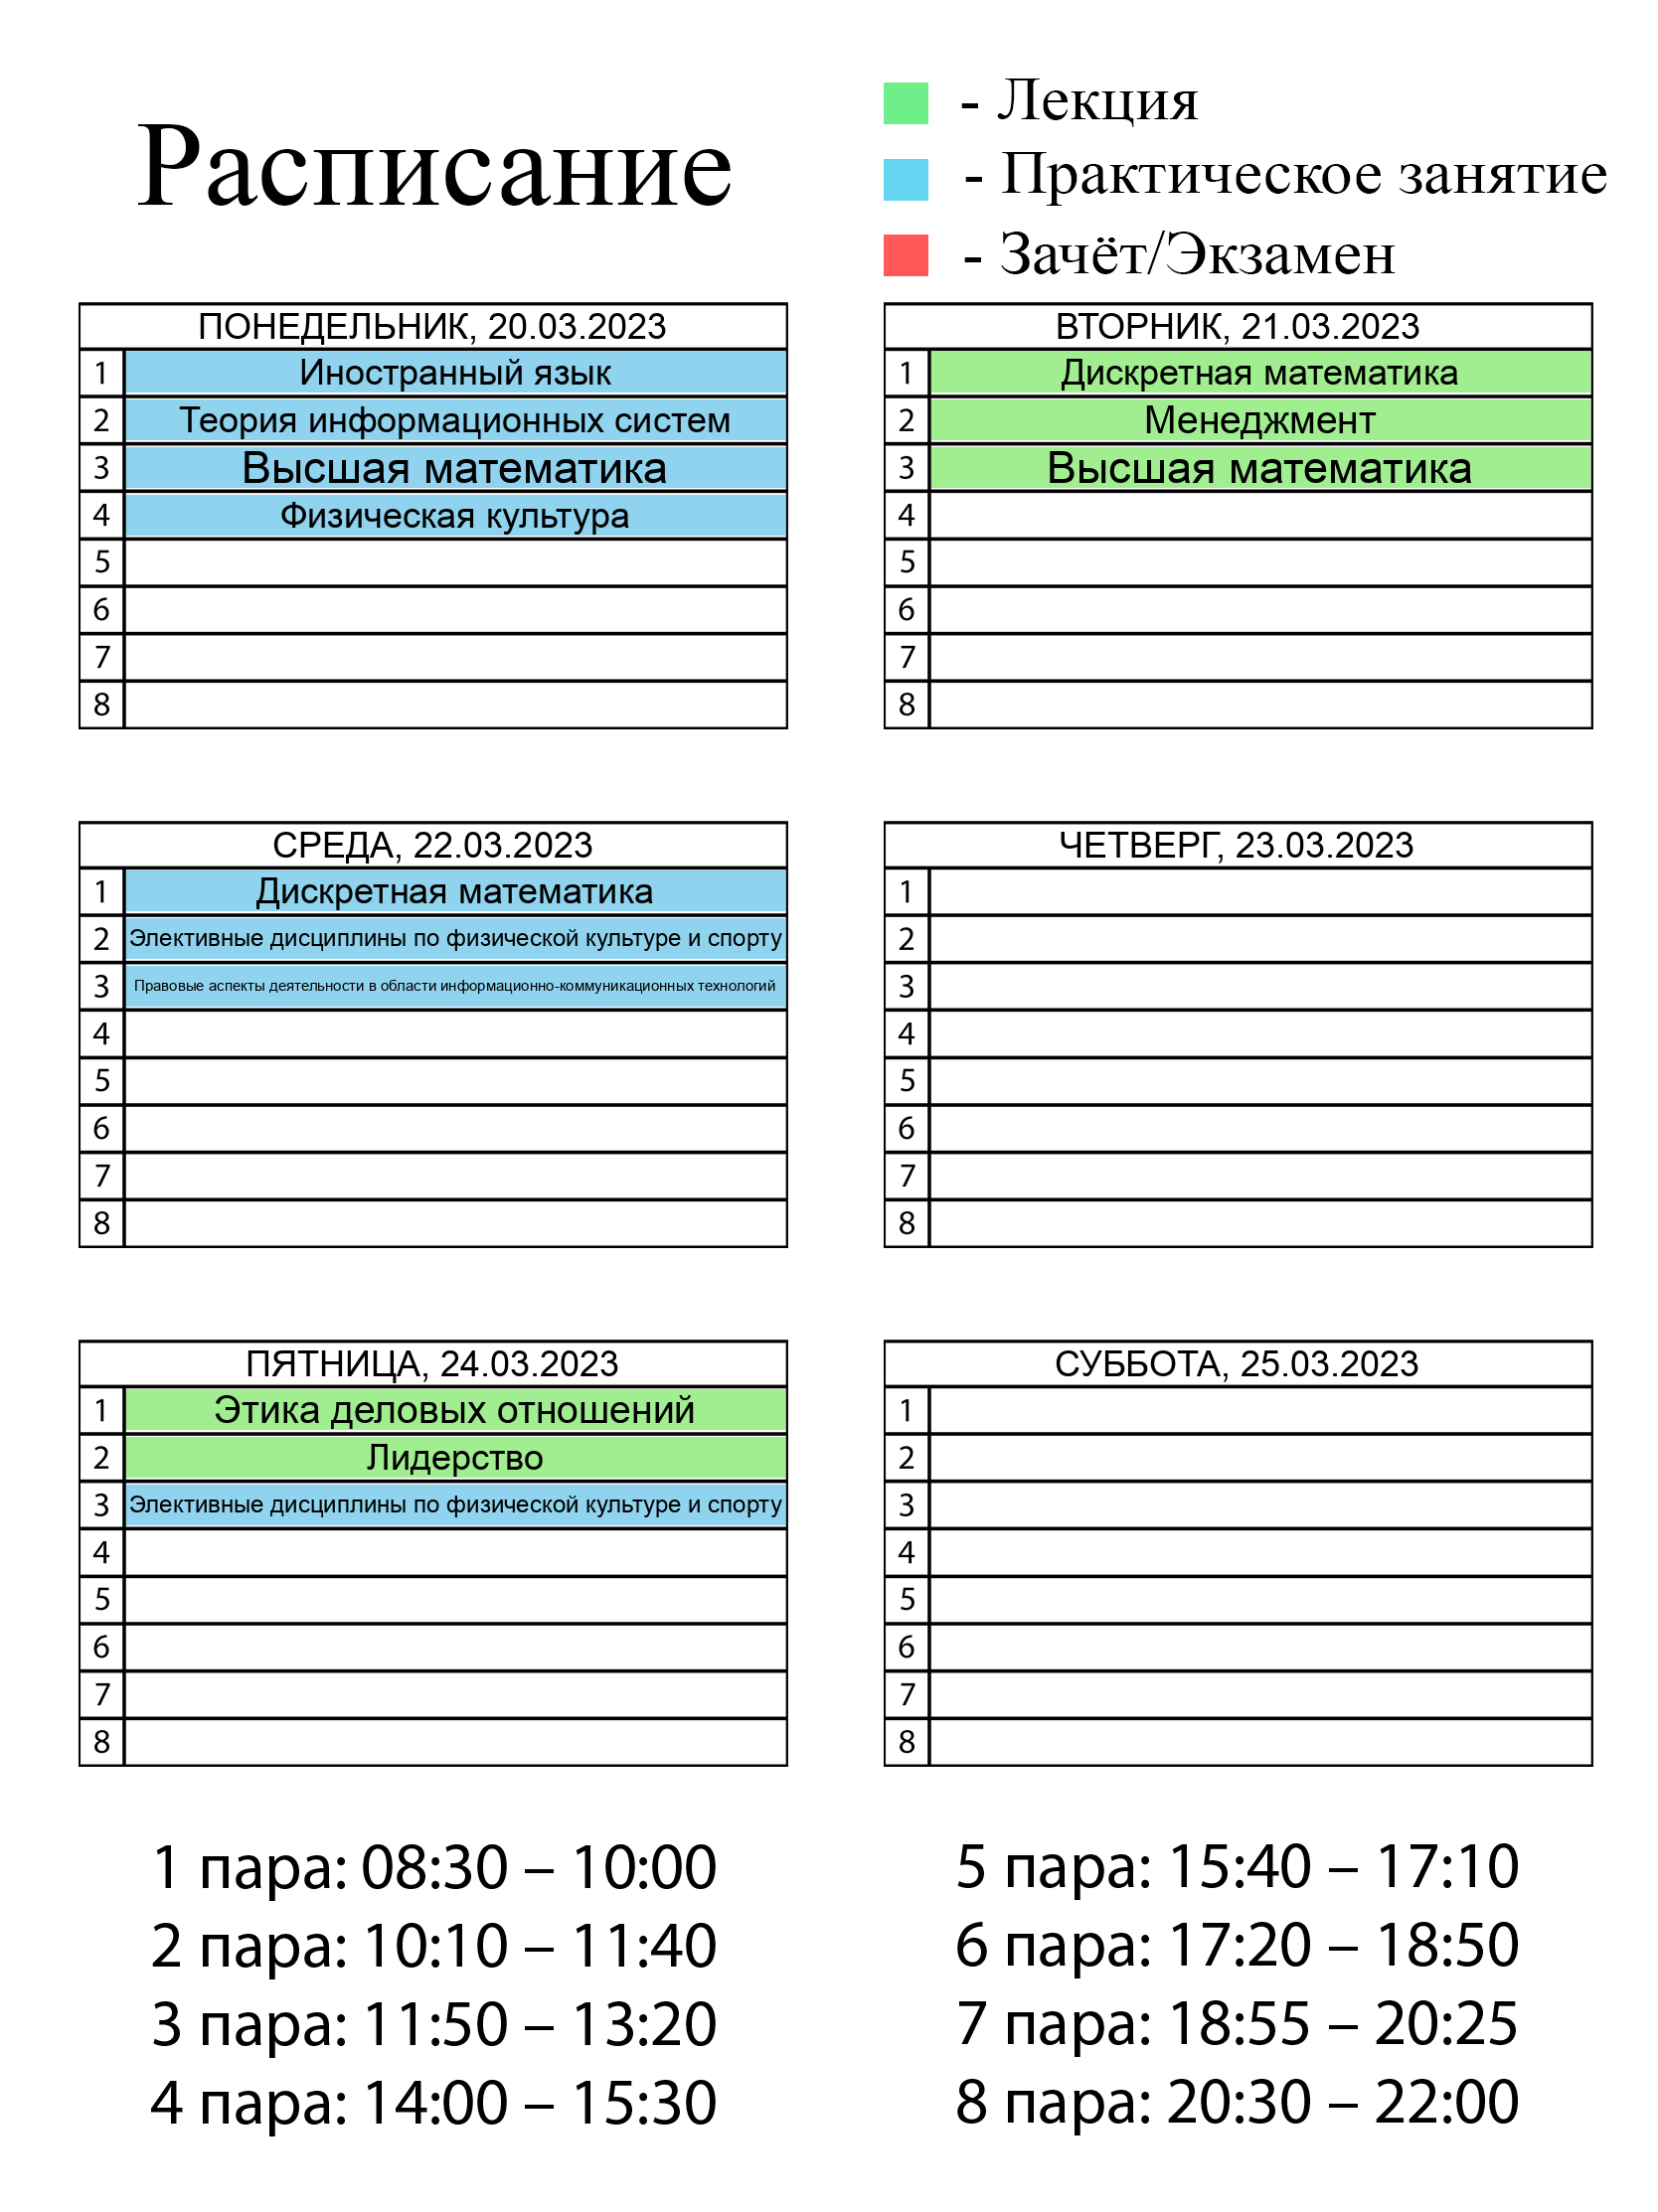 Расписание
- Лекция
- Практическое занятие
- Зачёт/Экзамен
ПОНЕДЕЛЬНИК, 20.03.2023
1 Иностранный язык
2 Теория информационных систем
3 Высшая математика
4 Физическая культура
5
6
7
8
ВТОРНИК, 21.03.2023
1 Дискретная математика
2 Менеджмент
3 Высшая математика
4
5
6
7
8
СРЕДА, 22.03.2023
1 Дискретная математика
2 Элективные дисциплины по физической культуре и спорту
3 Правовые аспекты деятельности в области информационно-коммуникационных технологий
4
5
6
7
8
ЧЕТВЕРГ, 23.03.2023
1
2
3
4
5
6
7
8
ПЯТНИЦА, 24.03.2023
1 Этика деловых отношений
2 Лидерство
3 Элективные дисциплины по физической культуре и спорту
4
5
6
7
8
СУББОТА, 25.03.2023
1
2
3
4
5
6
7
8
1 пара: 08:30 – 10:00
2 пара: 10:10 – 11:40
3 пара: 11:50 – 13:20
4 пара: 14:00 – 15:30
5 пара: 15:40 – 17:10
6 пара: 17:20 – 18:50
7 пара: 18:55 – 20:25
8 пара: 20:30 – 22:00